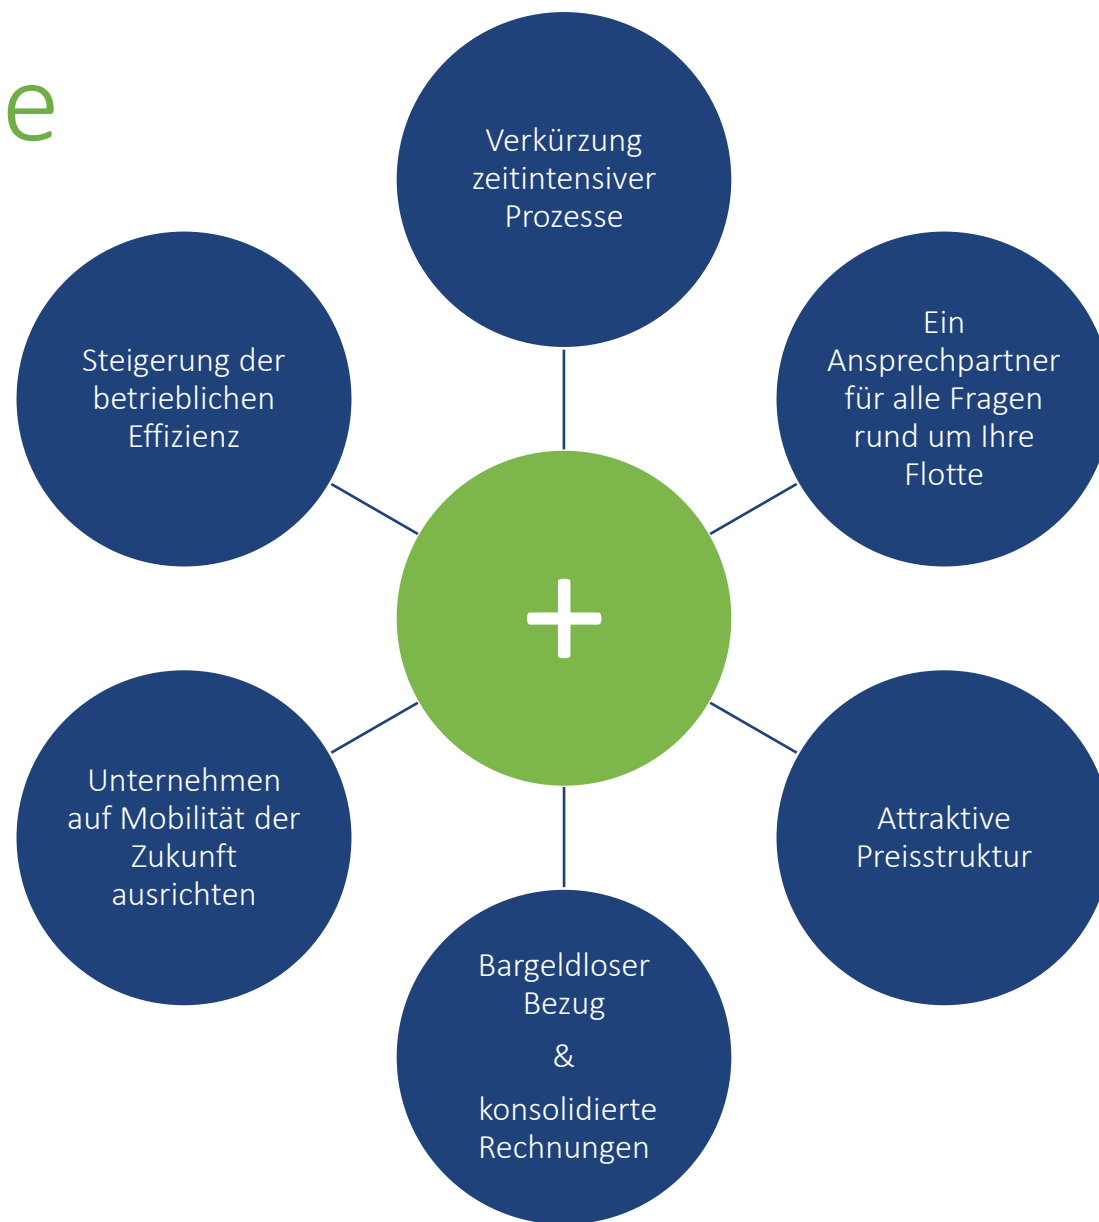 e
Verkürzung
zeitintensiver
Prozesse
Ein
Ansprechpartner
für alle Fragen
rund um Ihre
Flotte
Attraktive
Preisstruktur
Bargeldloser
Bezug
&
konsolidierte
Rechnungen
Unternehmen
auf Mobilität der
Zukunft
ausrichten
Steigerung der
betrieblichen
Effizienz
+